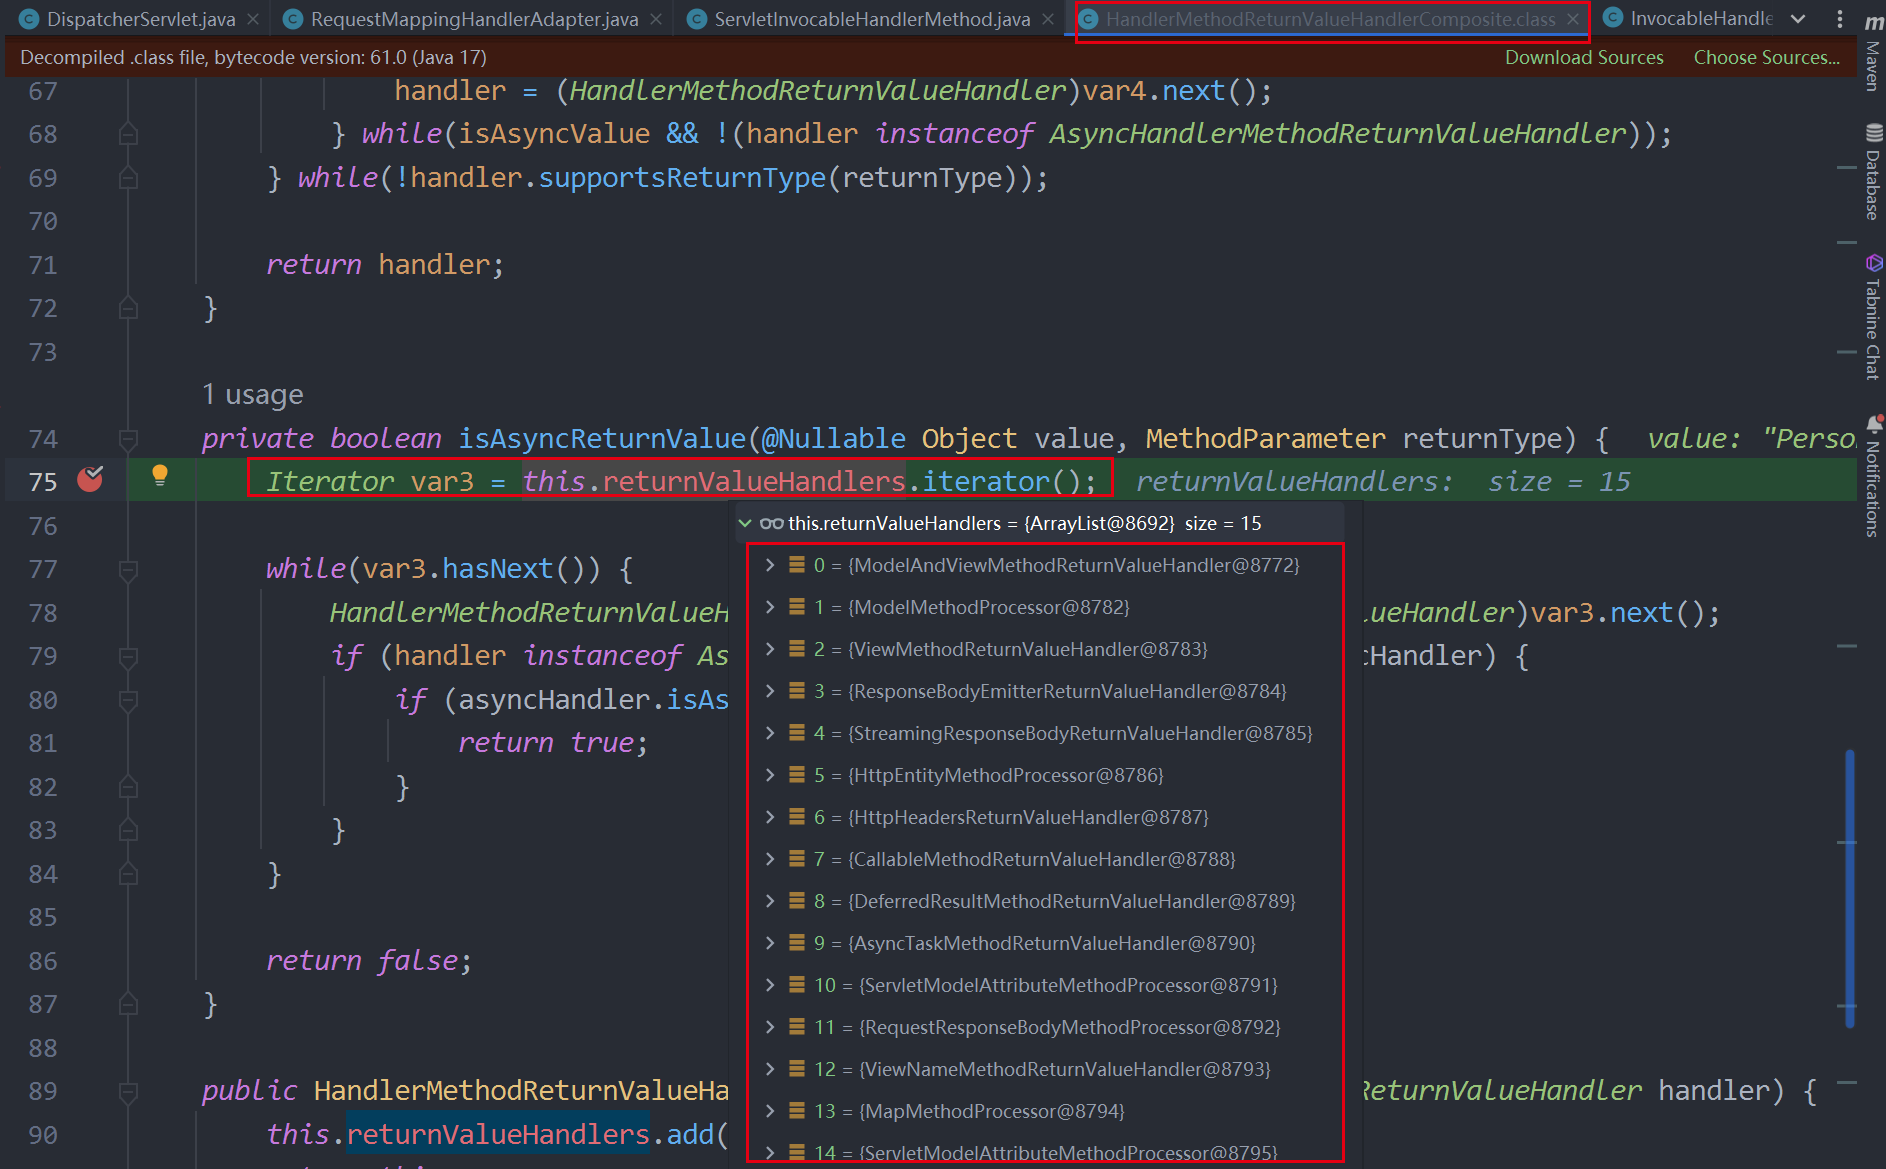 DispatcherServlet.java
RequestMappingHandlerAdapter.java
ServletInvocableHandlerMethod.java
HandlerMethodReturnValueHandlerComposite.class
InvocableHandle
Decompiled .class file, bytecode version: 61.0 (Java 17)
Download Sources
Choose Sources...
67 handler = (HandlerMethodReturnValueHandler)var4.next();
68 } while(isAsyncValue && !(handler instanceof AsyncHandlerMethodReturnValueHandler));
69 } while(!handler.supportsReturnType(returnType));
70
71 return handler;
72 }
73
1 usage
74 private boolean isAsyncReturnValue(@Nullable Object value, MethodParameter returnType) { value: "Perso
75 Iterator var3 = this.returnValueHandlers.iterator(); returnValueHandlers: size = 15
76
77 while(var3.hasNext()) {
78 HandlerMethodReturnValueH ueHandler)var3.next();
79 if (handler instanceof As cHandler) {
80 if (asyncHandler.isAs
81 return true;
82 }
83 }
84 }
85
86 return false;
87 }
88
89 public HandlerMethodReturnValueHa ReturnValueHandler handler) {
90 this.returnValueHandlers.add(
this.returnValueHandlers = {ArrayList@8692} size = 15
0 = {ModelAndViewMethodReturnValueHandler@8772}
1 = {ModelMethodProcessor@8782}
2 = {ViewMethodReturnValueHandler@8783}
3 = {ResponseBodyEmitterReturnValueHandler@8784}
4 = {StreamingResponseBodyReturnValueHandler@8785}
5 = {HttpEntityMethodProcessor@8786}
6 = {HttpHeadersReturnValueHandler@8787}
7 = {CallableMethodReturnValueHandler@8788}
8 = {DeferredResultMethodReturnValueHandler@8789}
9 = {AsyncTaskMethodReturnValueHandler@8790}
10 = {ServletModelAttributeMethodProcessor@8791}
11 = {RequestResponseBodyMethodProcessor@8792}
12 = {ViewNameMethodReturnValueHandler@8793}
13 = {MapMethodProcessor@8794}
14 = {ServletModelAttributeMethodProcessor@8795}
m
Maven
Database
Tabnine Chat
Notifications